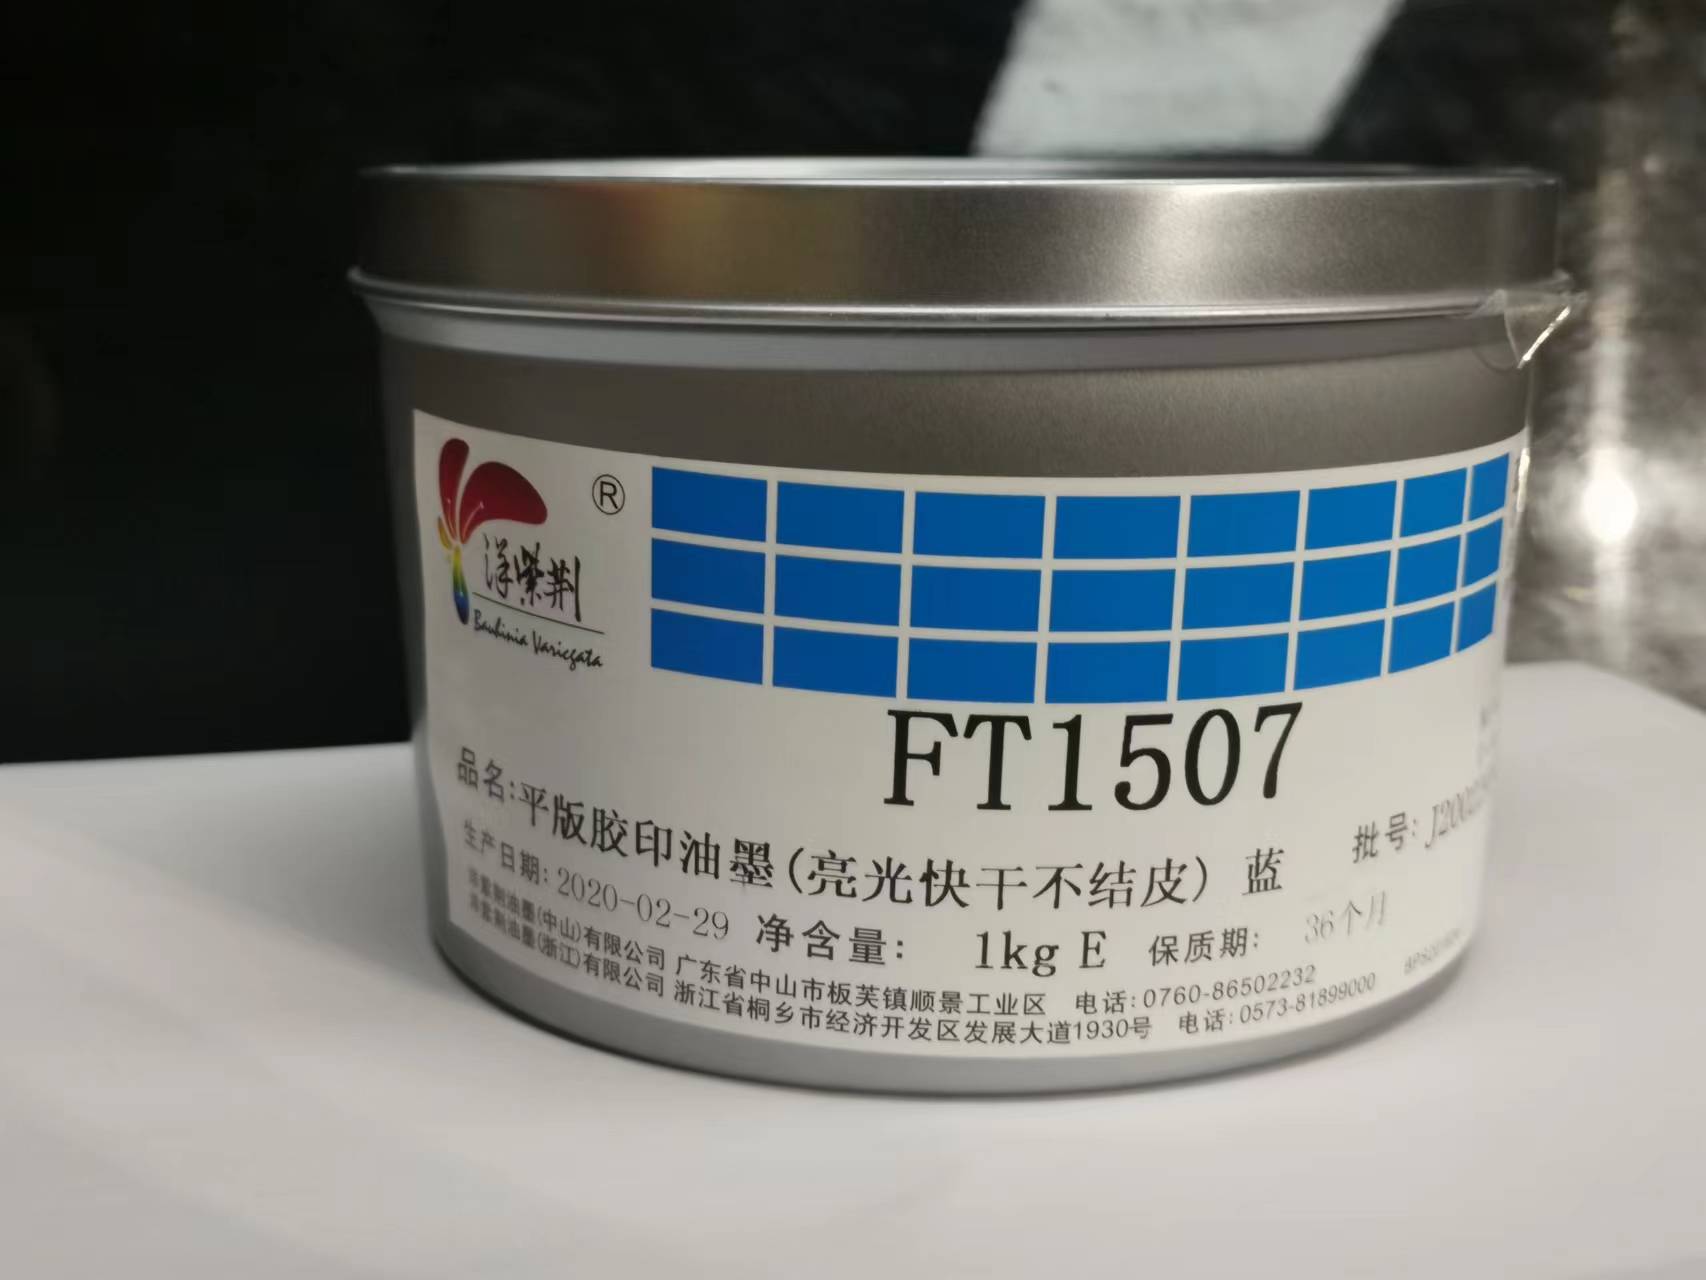 ®
洋紫荆
Bauhinia Variegata
FT1507
品名:平版胶印油墨(亮光快干不结皮) 蓝
批号:
生产日期:2020-02-29 净含量: 1kg E 保质期: 36个月
洋紫荆油墨(中山)有限公司 广东省中山市板芙镇顺景工业区 电话:0760-86502232
洋紫荆油墨(浙江)有限公司 浙江省桐乡市经济开发区发展大道1930号 电话:0573-81899000